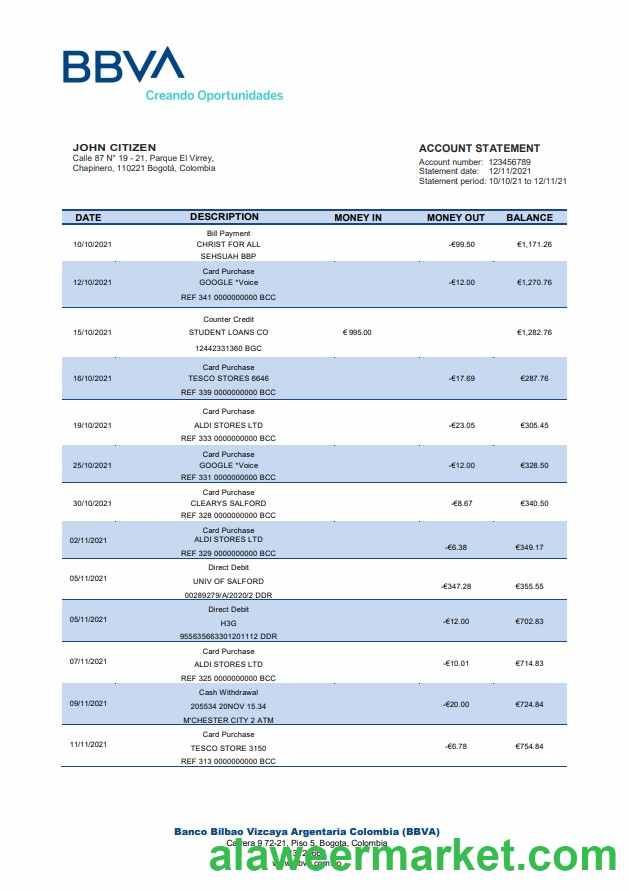 BBVA
Creando Oportunidades
JOHN CITIZEN
Calle 87 N° 19 - 21, Parque El Virrey,
Chapinero, 110221 Bogotá, Colombia
ACCOUNT STATEMENT
Account number: 123456789
Statement date: 12/11/2021
Statement period: 10/10/21 to 12/11/21
DATE DESCRIPTION MONEY IN MONEY OUT BALANCE
Bill Payment
10/10/2021 CHRIST FOR ALL -€99.50 €1,171.26
SEHSUAH BBP
Card Purchase
12/10/2021 GOOGLE *Voice -€12.00 €1,270.76
REF 341 0000000000 BCC
Counter Credit
15/10/2021 STUDENT LOANS CO € 995.00 €1,282.76
12442331360 BGC
Card Purchase
16/10/2021 TESCO STORES 6646 -€17.69 €287.76
REF 339 0000000000 BCC
Card Purchase
19/10/2021 ALDI STORES LTD -€23.05 €305.45
REF 333 0000000000 BCC
Card Purchase
25/10/2021 GOOGLE *Voice -€12.00 €328.50
REF 331 0000000000 BCC
Card Purchase
30/10/2021 CLEARYS SALFORD -€8.67 €340.50
REF 328 0000000000 BCC
Card Purchase
02/11/2021 ALDI STORES LTD -€6.38 €349.17
REF 329 0000000000 BCC
Direct Debit
05/11/2021 UNIV OF SALFORD -€347.28 €355.55
00289279/A/2020/2 DDR
Direct Debit
05/11/2021 H3G -€12.00 €702.83
955635663301201112 DDR
Card Purchase
07/11/2021 ALDI STORES LTD -€10.01 €714.83
REF 325 0000000000 BCC
Cash Withdrawal
09/11/2021 205534 20NOV 15.34 -€20.00 €724.84
M'CHESTER CITY 2 ATM
Card Purchase
11/11/2021 TESCO STORE 3150 -€6.78 €754.84
REF 313 0000000000 BCC
Banco Bilbao Vizcaya Argentaria Colombia (BBVA)
Carrera 9 72-21, Piso 5, Bogota, Colombia
alaweermarket.com